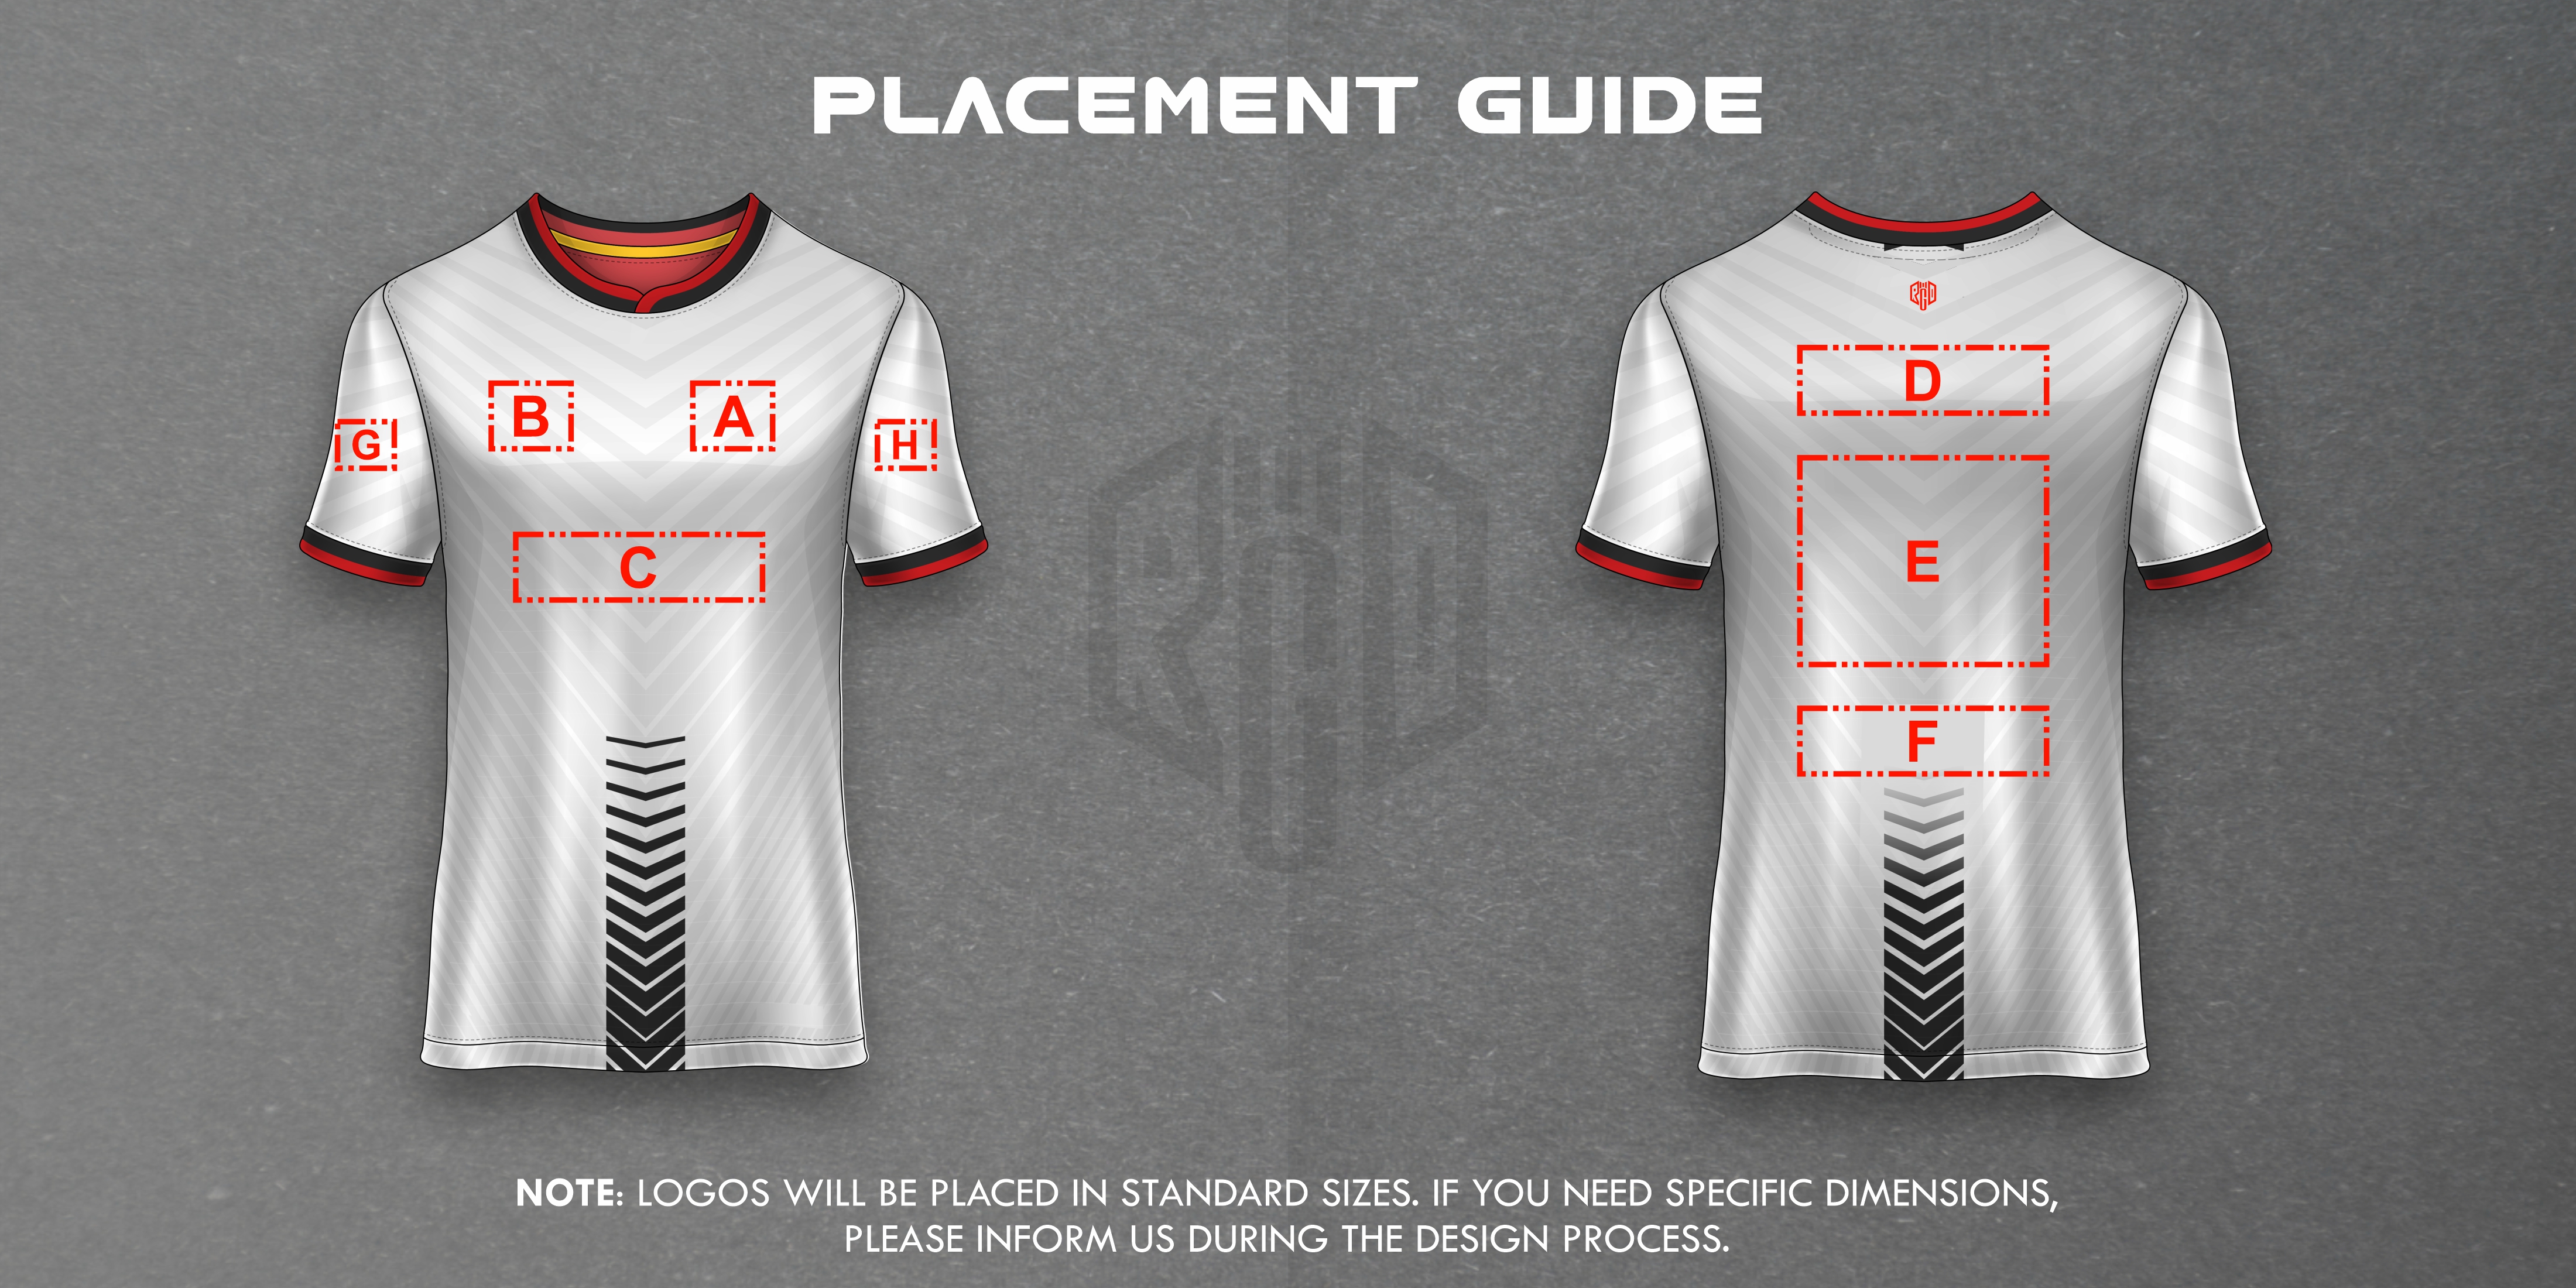 PLACEMENT GUIDE
B
A
G
H
C
D
E
F
NOTE: LOGOS WILL BE PLACED IN STANDARD SIZES. IF YOU NEED SPECIFIC DIMENSIONS,
PLEASE INFORM US DURING THE DESIGN PROCESS.